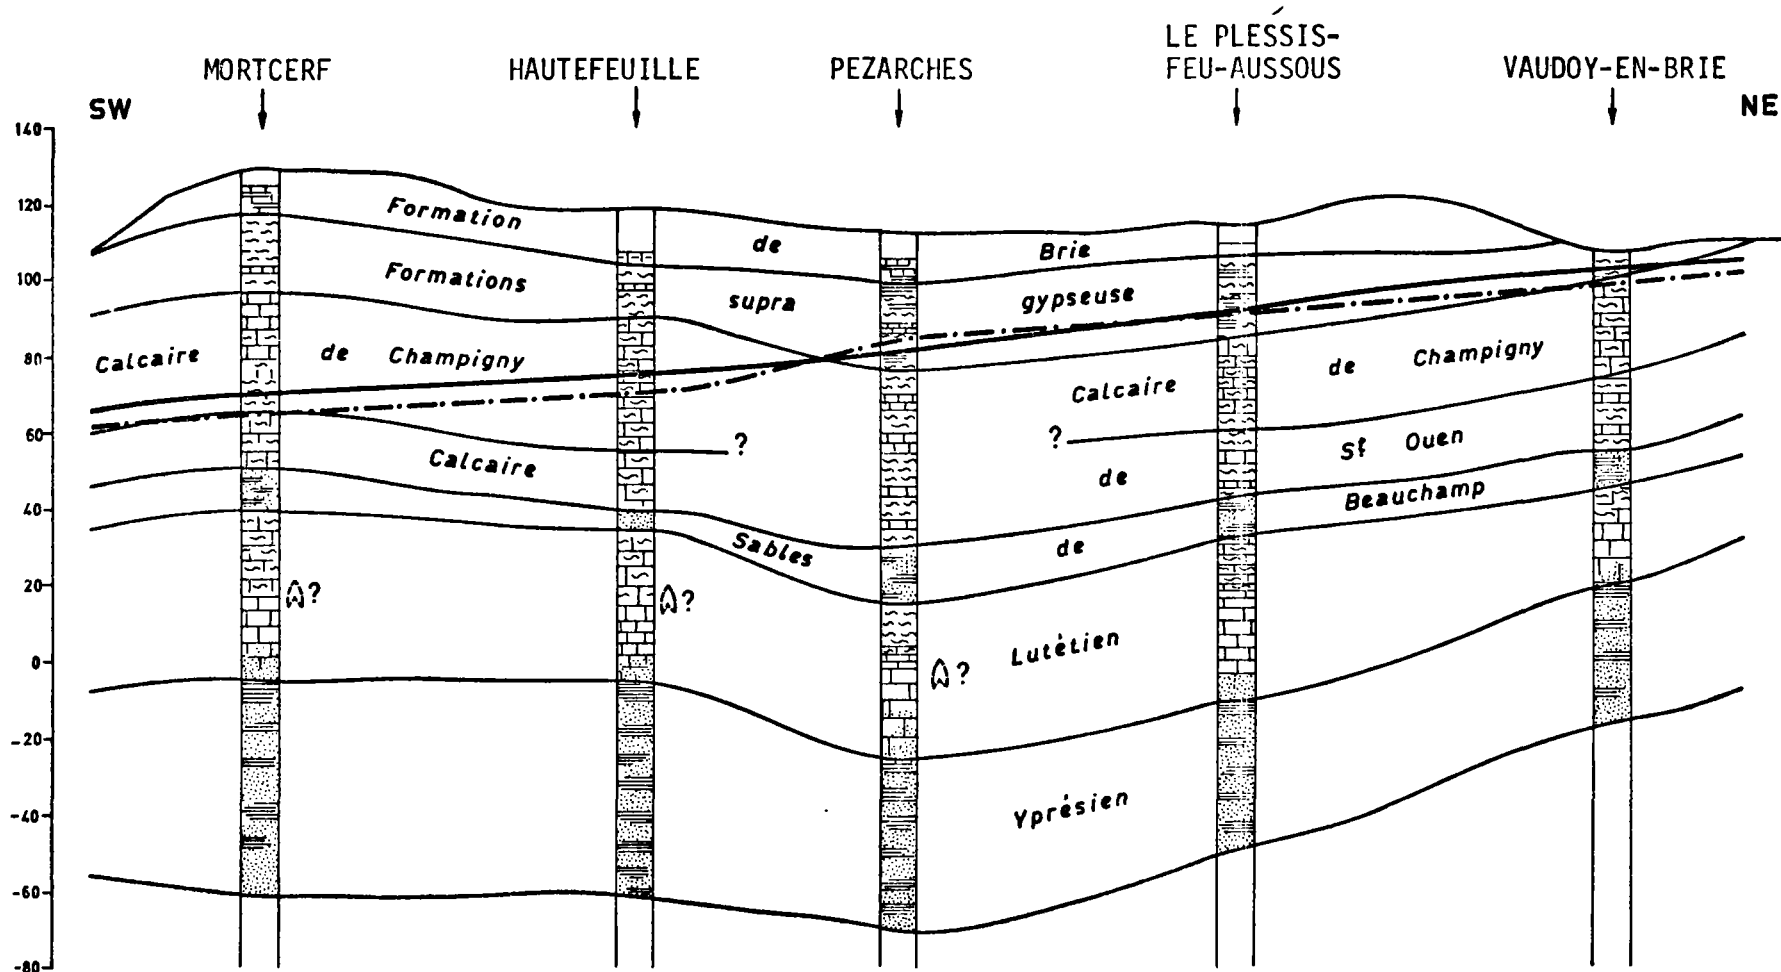 MORTCERF
HAUTEFEUILLE
PEZARCHES
LE PLESSIS-
FEU-AUSSOUS
VAUDOY-EN-BRIE
SW
NE
140
120
100
80
60
40
20
0
-20
-40
-60
-80
Formation de Brie
Formations supra gypseuse
Calcaire de Champigny
Calcaire de Champigny
? ?
Calcaire de St Ouen
Sables de Beauchamp
? ? ?
Lutétien
Yprésien